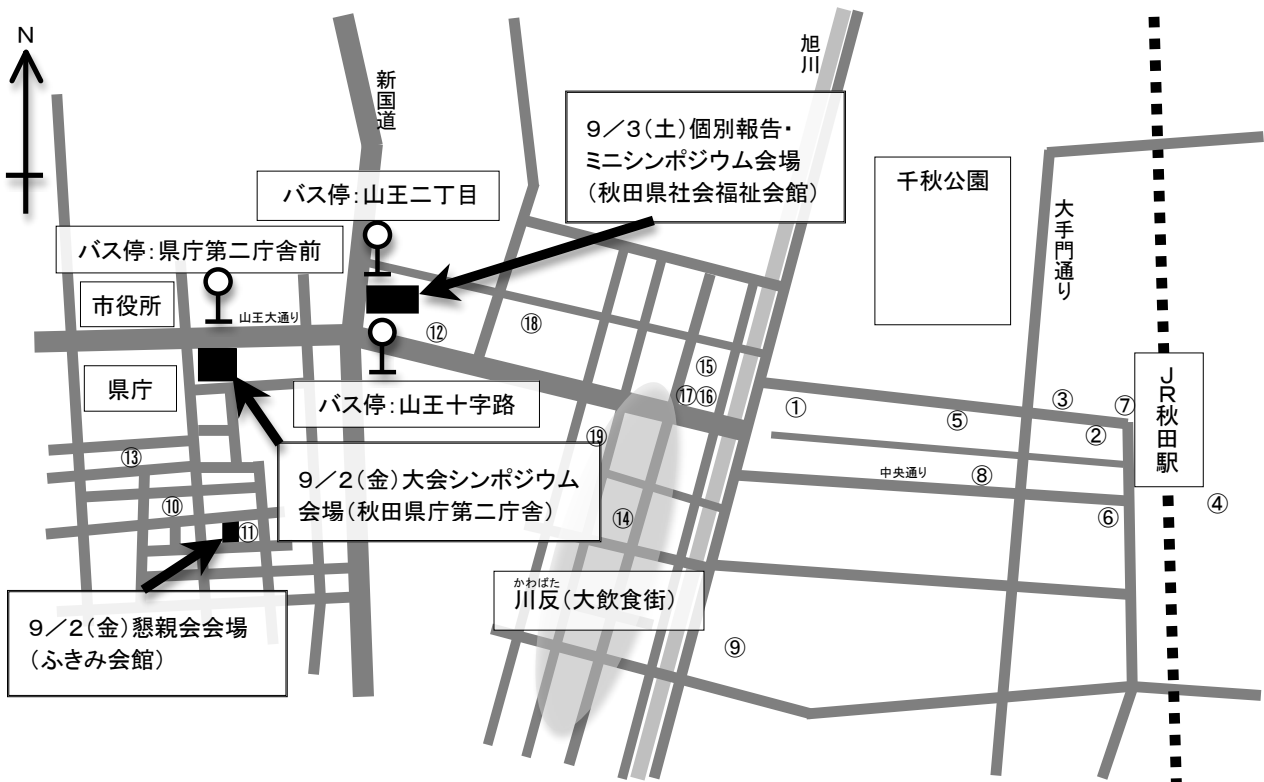 N
新国道
旭川
9/3(土)個別報告・
ミニシンポジウム会場
(秋田県社会福祉会館)
千秋公園
大手門通り
バス停:山王二丁目
バス停:県庁第二庁舎前
市役所
山王大通り
県庁
バス停:山王十字路
JR秋田駅
⑫
⑱
⑮
⑰⑯
①
⑤
③
⑦
②
⑲
⑬
中央通り
⑧
④
⑥
9/2(金)大会シンポジウム
会場(秋田県庁第二庁舎)
⑩
⑪
⑭
かわばた
川反(大飲食街)
9/2(金)懇親会会場
(ふきみ会館)
⑨